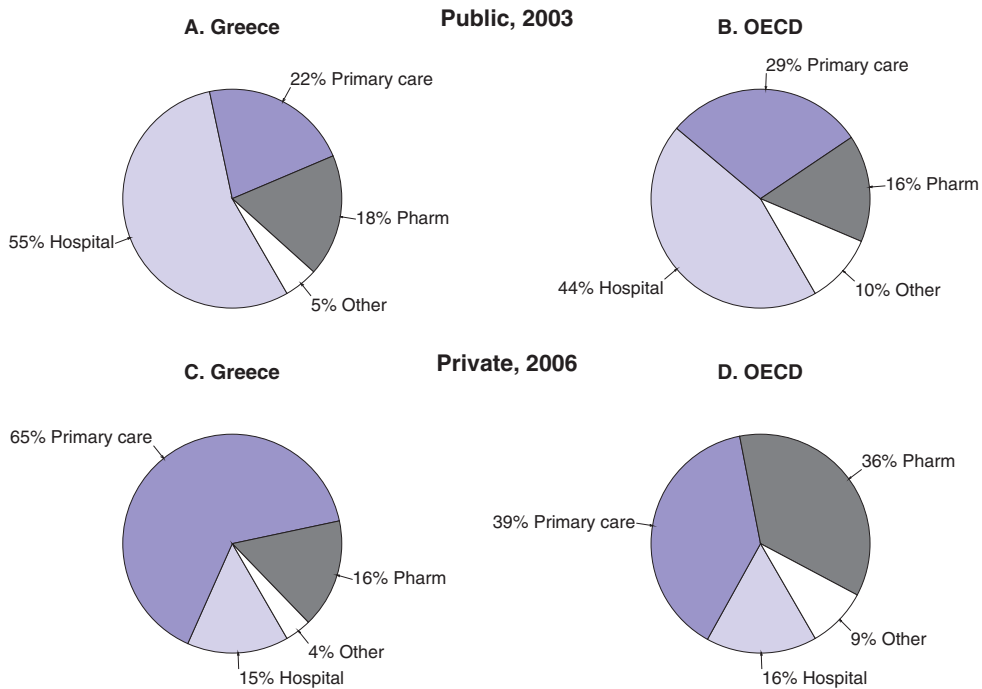 Public, 2003
A. Greece
B. OECD
22% Primary care
18% Pharm
55% Hospital
5% Other
29% Primary care
16% Pharm
44% Hospital
10% Other
Private, 2006
C. Greece
D. OECD
65% Primary care
16% Pharm
4% Other
15% Hospital
36% Pharm
39% Primary care
9% Other
16% Hospital